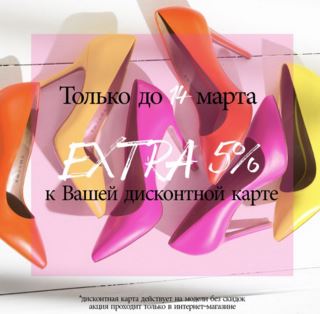 Только до 14 марта
EXTRA 5%
к Вашей дисконтной карте
*дисконтная карта действует на модели без скидок
акция проходит только в интернет-магазине